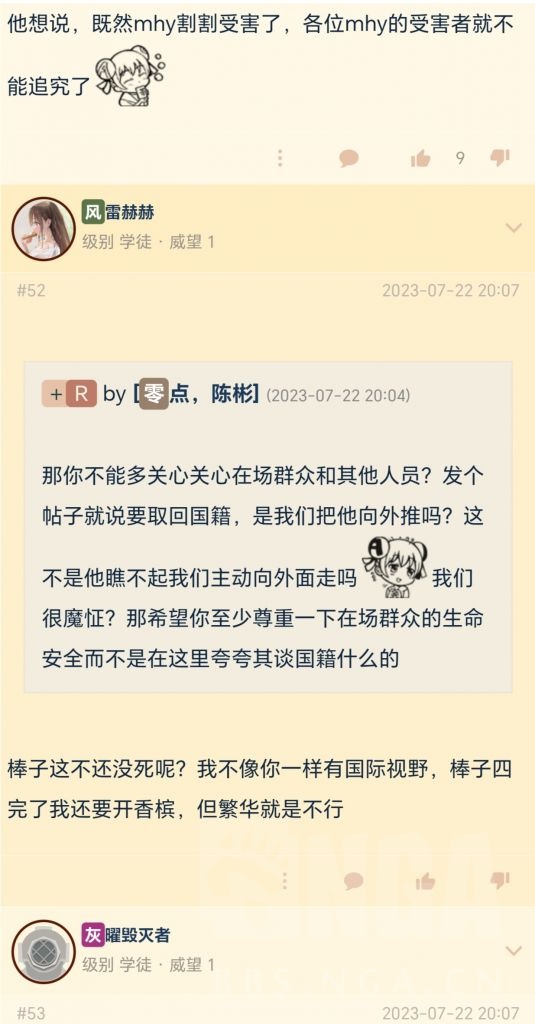 他想说，既然mhy割割受害了，各位mhy的受害者就不
能追究了
9
风雷赫赫
级别 学徒 · 威望 1
#52
2023-07-22 20:07
+ R by [零点，陈彬] (2023-07-22 20:04)
那你不能多关心关心在场群众和其他人员？发个
帖子就说要取回国籍，是我们把他向外推吗？这
不是他瞧不起我们主动向外面走吗 我们
很魔怔？那希望你至少尊重一下在场群众的生命
安全而不是在这里夸夸其谈国籍什么的
棒子这不还没死呢？我不像你一样有国际视野，棒子四
完了我还要开香槟，但繁华就是不行
NGA
灰曜毁灭者
级别 学徒 · 威望 1
BBS.NGA.CN
#53
2023-07-22 20:07